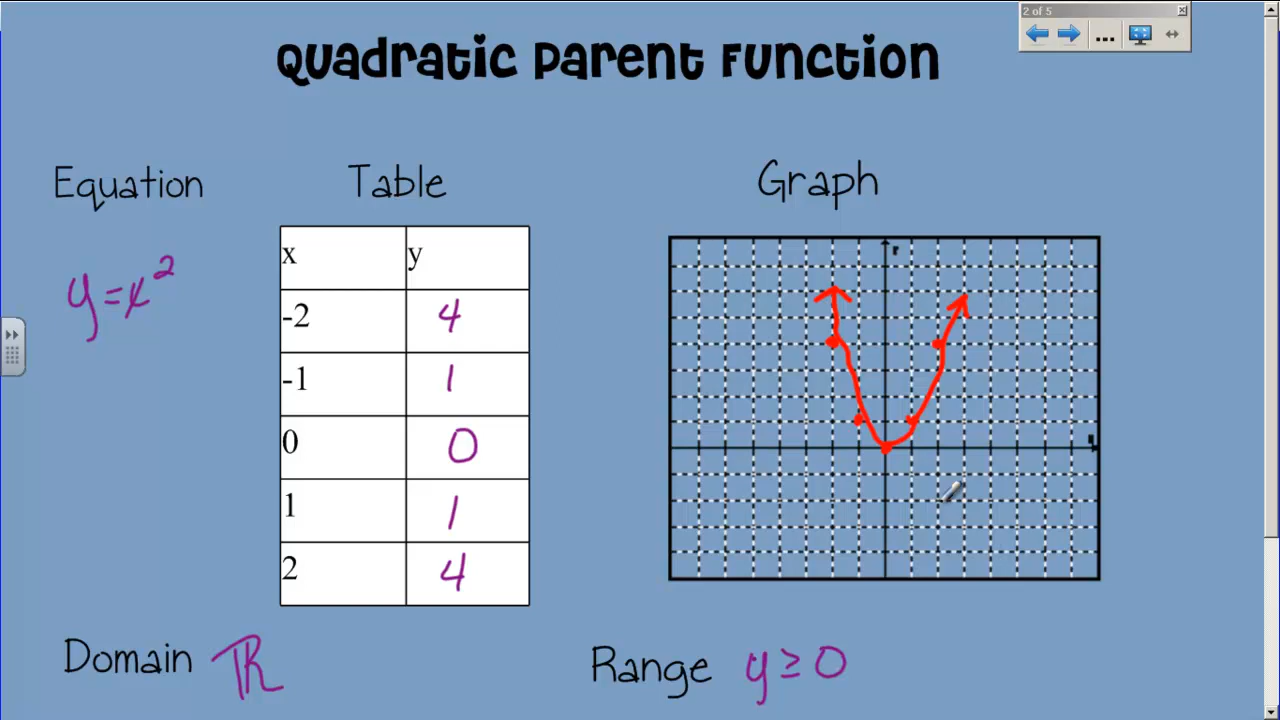 2 of 5
Quadratic Parent Function
Equation
Table
Graph
y=x²
x y
-2 4
-1 1
0 0
1 1
2 4
Domain ℝ
Range y ≥ 0